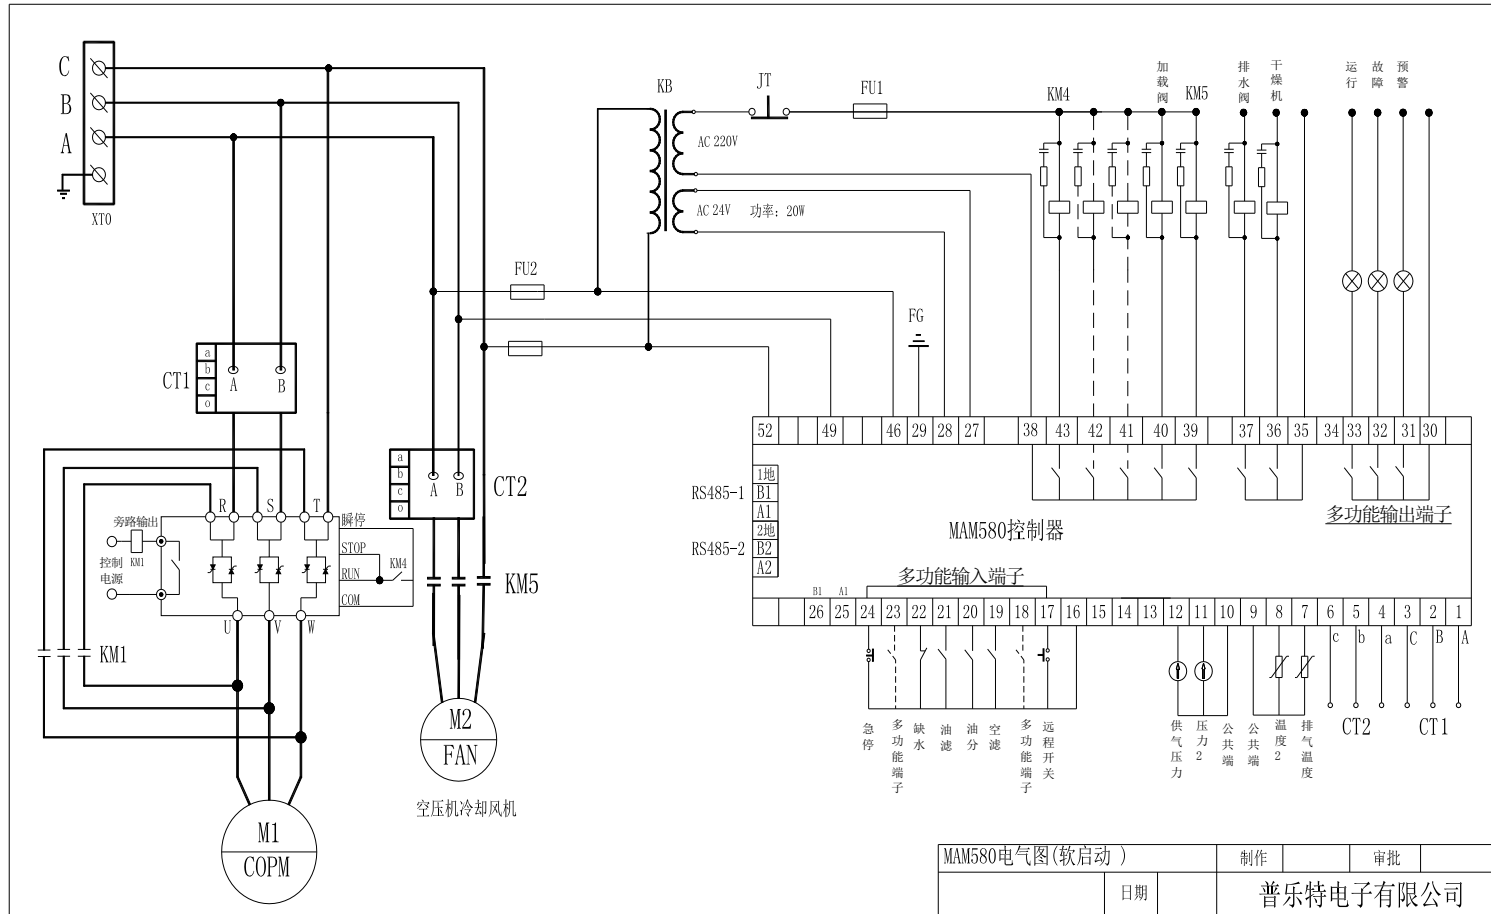 C
B
A
XT0
KB
JT
FU1
AC 220V
AC 24V
功率: 20W
KM4
加载阀
KM5
排水阀
干燥机
运行
故障
预警
FU2
FG
CT1
a
b
c
o
A
B
CT2
a
b
c
o
A
B
52
49
46
29
28
27
38
43
42
41
40
39
37
36
35
34
33
32
31
30
RS485-1
1地
B1
A1
RS485-2
2地
B2
A2
MAM580控制器
多功能输出端子
多功能输入端子
B1
A1
26
25
24
23
22
21
20
19
18
17
16
15
14
13
12
11
10
9
8
7
6
5
4
3
2
1
c
b
a
C
B
A
CT2
CT1
急停
多功能端子
缺水
油滤
油分
空滤
多功能端子
远程开关
供气压力
压力2
公共端
公共端
温度2
排气温度
R
S
T
旁路输出
控制
电源
KM1
瞬停
STOP
RUN
COM
KM4
U
V
W
KM1
KM5
M2
FAN
空压机冷却风机
M1
COPM
MAM580电气图(软启动 )
制作
审批
日期
普乐特电子有限公司